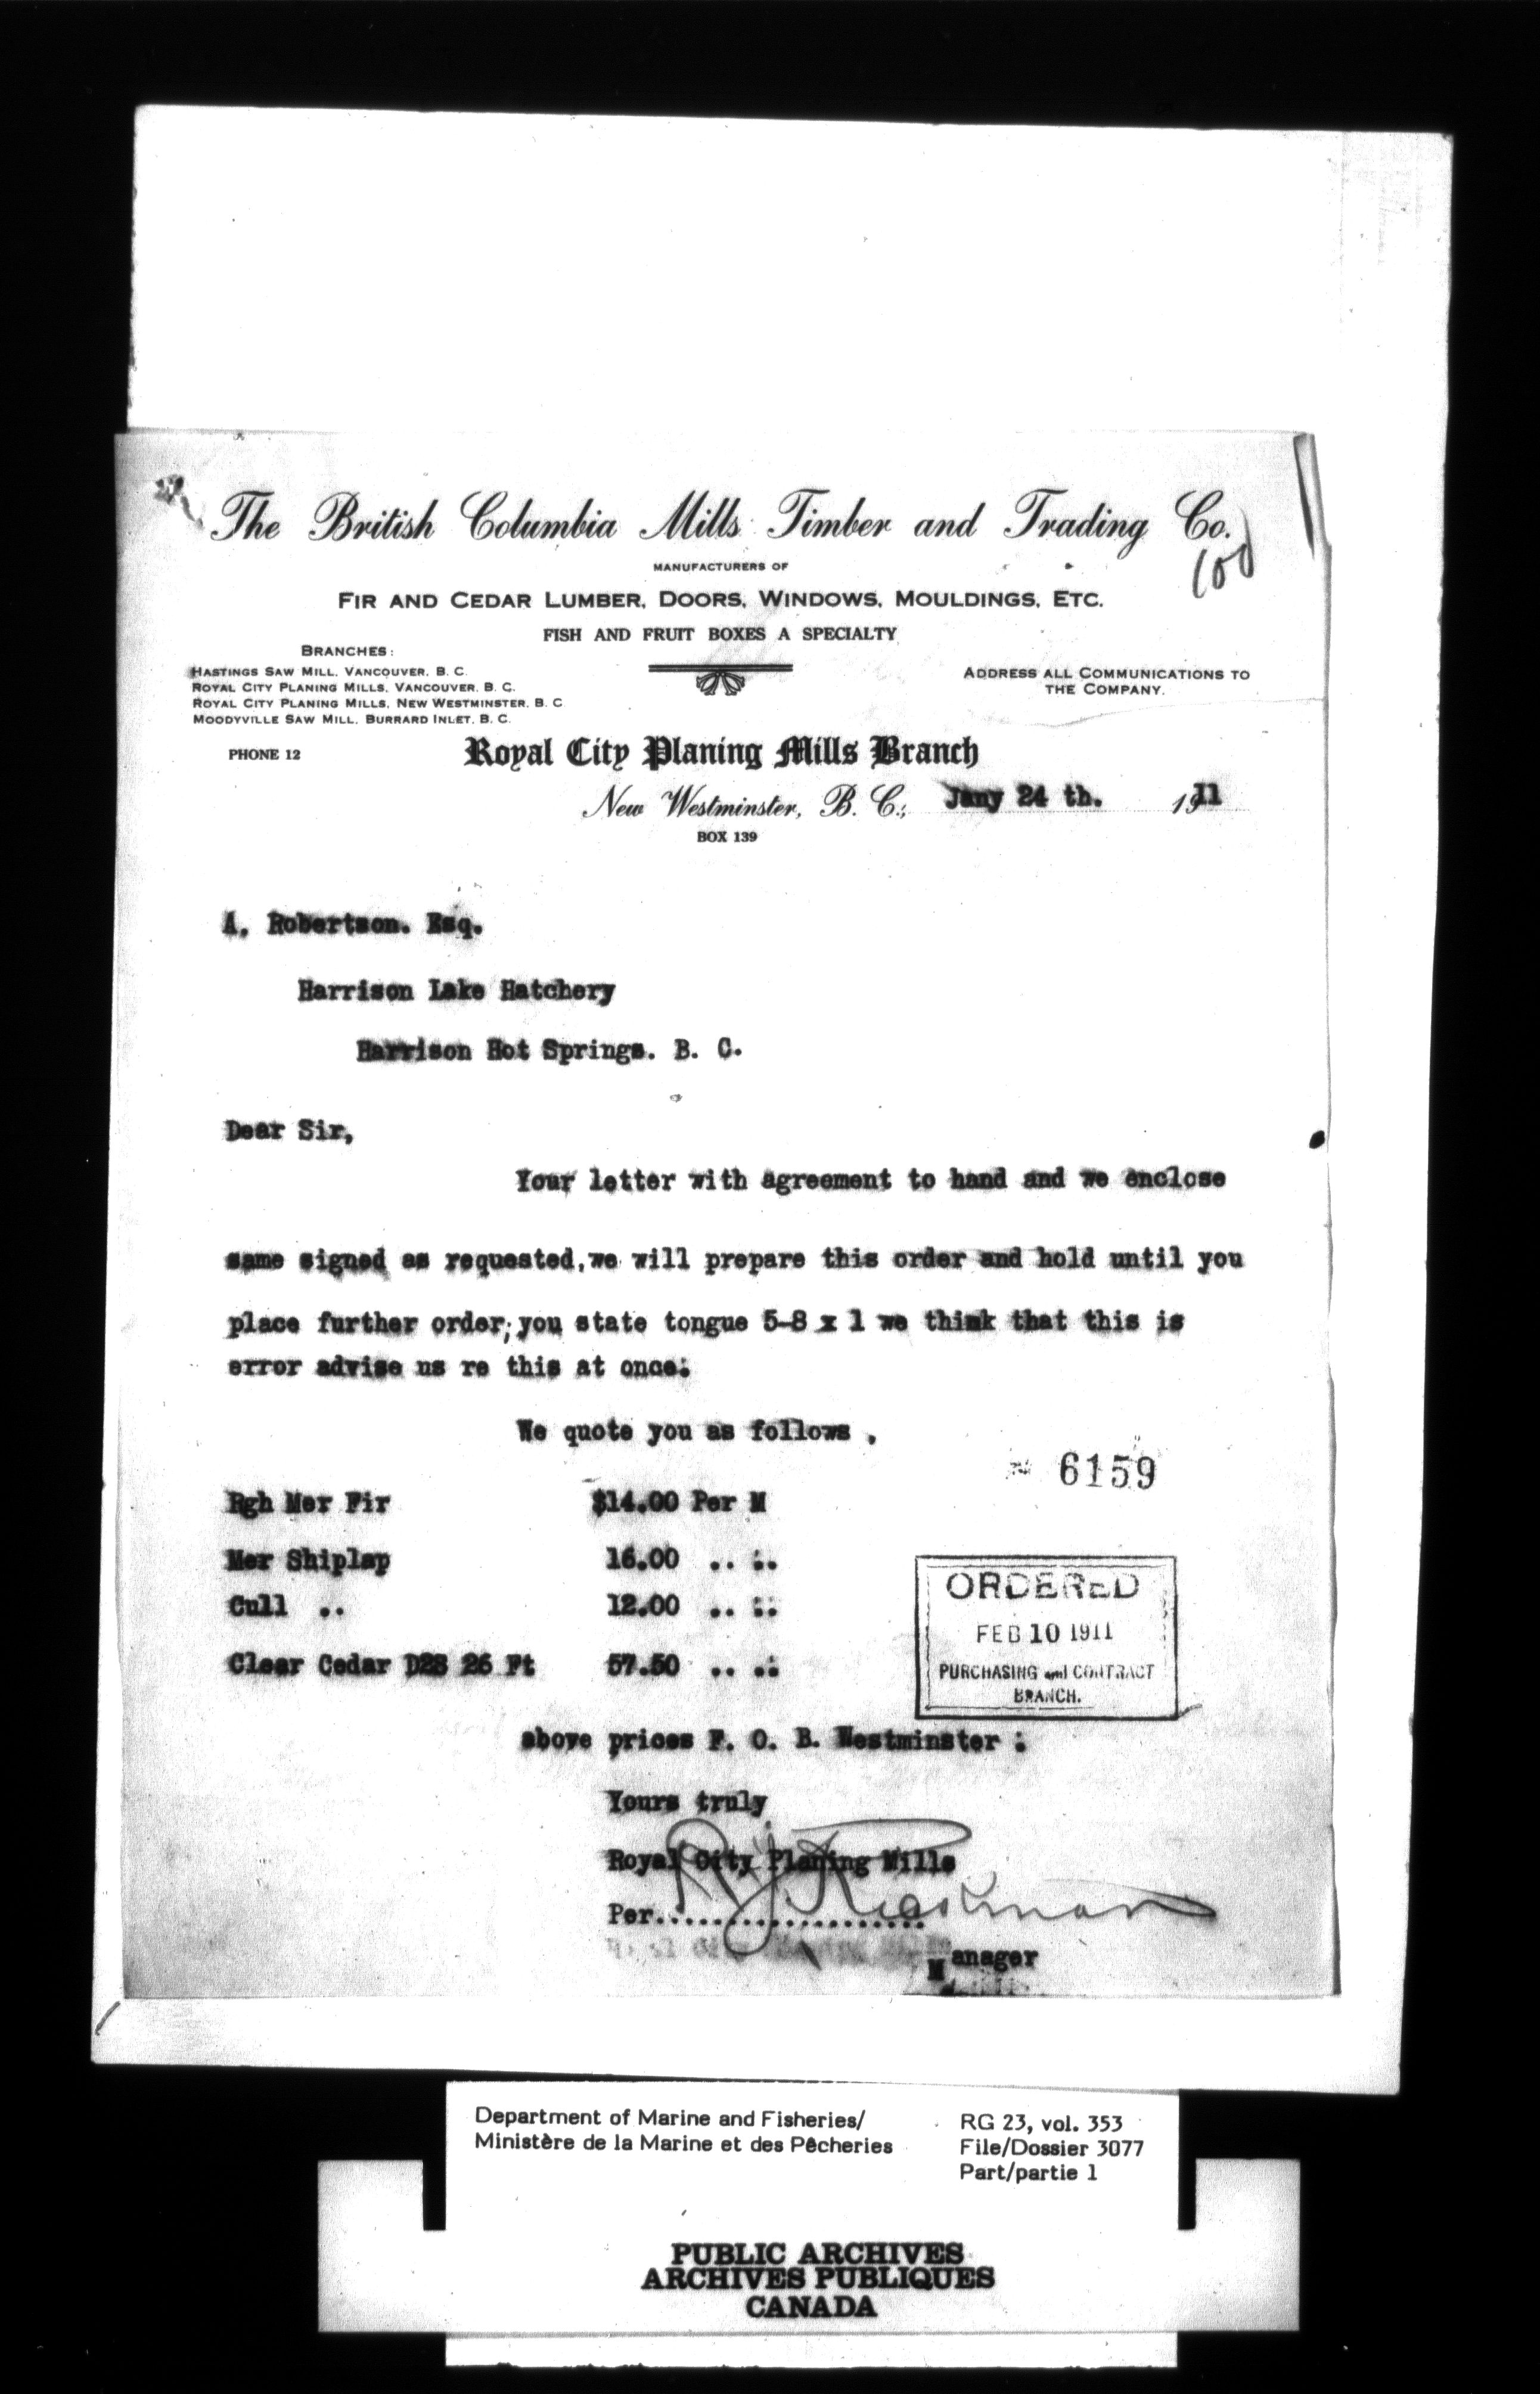 The British Columbia Mills Timber and Trading Co.
100
MANUFACTURERS OF
FIR AND CEDAR LUMBER, DOORS, WINDOWS, MOULDINGS, ETC.
FISH AND FRUIT BOXES A SPECIALTY
BRANCHES:
HASTINGS SAW MILL, VANCOUVER, B. C.
ROYAL CITY PLANING MILLS, VANCOUVER, B. C.
ROYAL CITY PLANING MILLS, NEW WESTMINSTER, B. C.
MOODYVILLE SAW MILL, BURRARD INLET, B. C.
ADDRESS ALL COMMUNICATIONS TO
THE COMPANY.
PHONE 12
Royal City Planing Mills Branch
New Westminster, B. C., Jany 24 th. 1911
BOX 139
A. Robertson. Esq.
Harrison Lake Hatchery
Harrison Hot Springs. B. C.
Dear Sir,
Your letter with agreement to hand and we enclose
same signed as requested,we will prepare this order and hold until you
place further order; you state tongue 5-8 x 1 we think that this is
error advise us re this at once.
We quote you as follows .
6159
Rgh Mer Fir $14.00 Per M
Mer Shiplap 16.00 .. ..
Cull .. 12.00 .. ..
Clear Cedar D2S 26 Ft 57.50 .. ..
ORDERED
FEB 10 1911
PURCHASING and CONTRACT
BRANCH.
above prices F. O. B. Westminster :
Yours truly
Royal City Planing Mills
Per....................
Manager
Department of Marine and Fisheries/
Ministère de la Marine et des Pêcheries
RG 23, vol. 353
File/Dossier 3077
Part/partie 1
PUBLIC ARCHIVES
ARCHIVES PUBLIQUES
CANADA